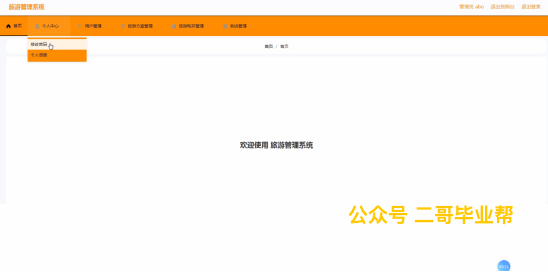 旅游管理系统
管理员 abo 退出到前台 退出登录
首页 个人中心 用户管理 旅游方案管理 旅游购买管理 系统管理
修改密码
个人信息
首页 / 首页
欢迎使用 旅游管理系统
公众号 二哥毕业帮